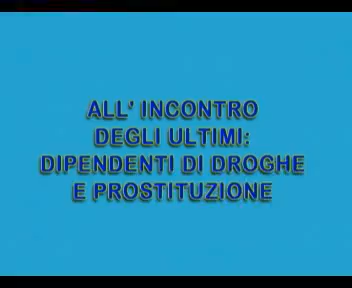 ALL' INCONTRO
DEGLI ULTIMI:
DIPENDENTI DI DROGHE
E PROSTITUZIONE